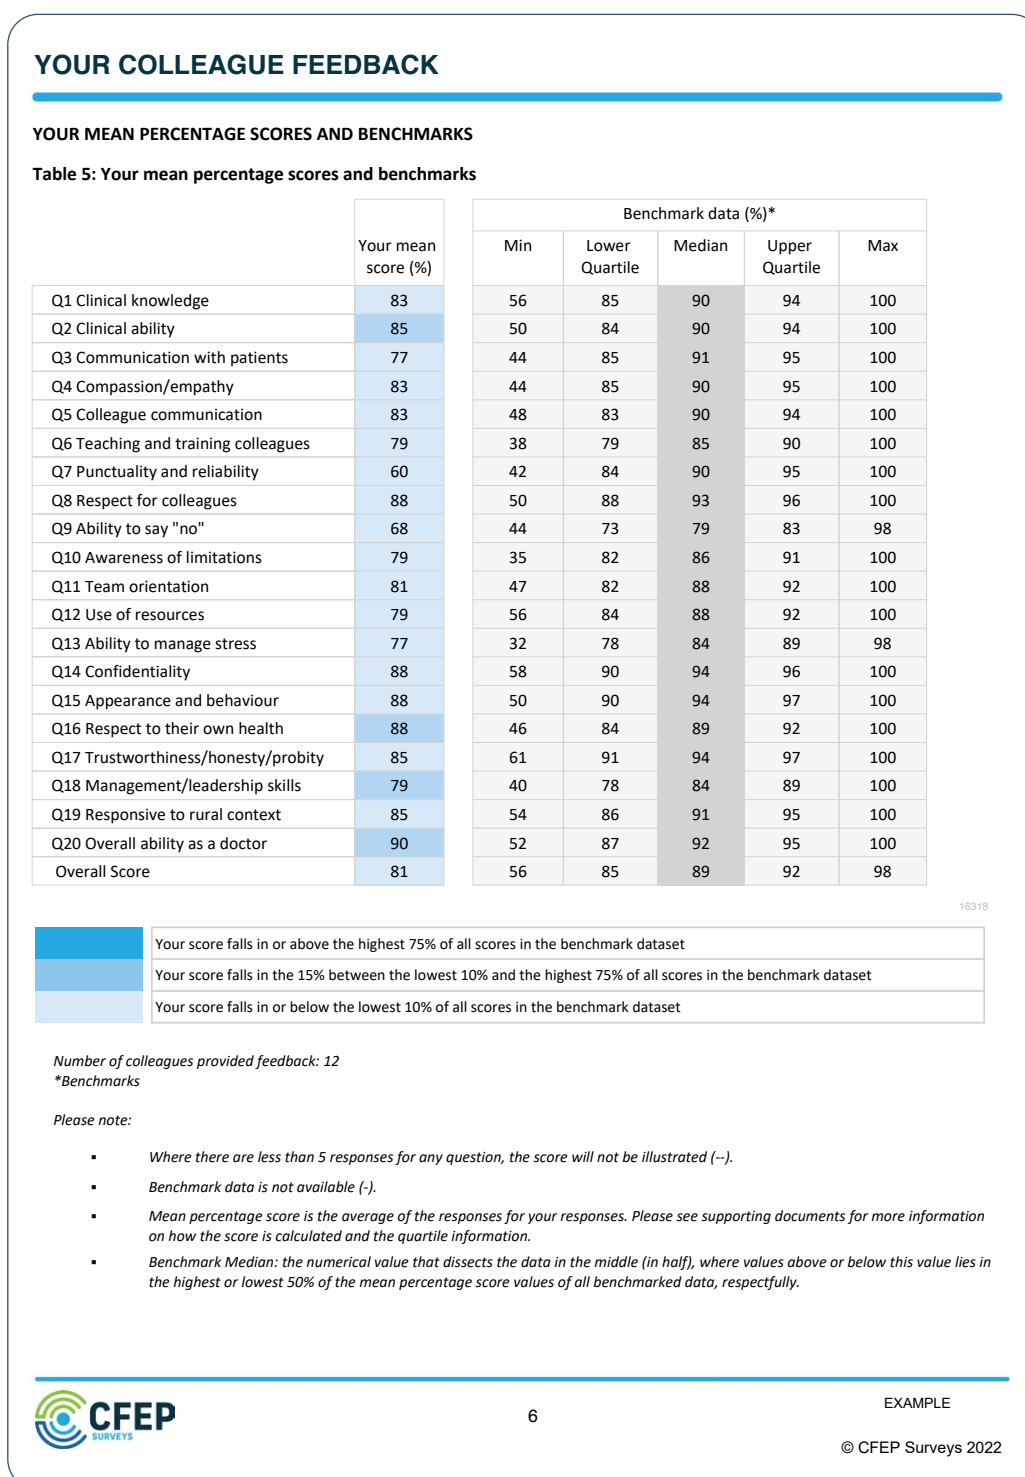 YOUR COLLEAGUE FEEDBACK
YOUR MEAN PERCENTAGE SCORES AND BENCHMARKS
Table 5: Your mean percentage scores and benchmarks
Benchmark data (%)*
Your mean score (%) Min Lower Quartile Median Upper Quartile Max
Q1 Clinical knowledge 83 56 85 90 94 100
Q2 Clinical ability 85 50 84 90 94 100
Q3 Communication with patients 77 44 85 91 95 100
Q4 Compassion/empathy 83 44 85 90 95 100
Q5 Colleague communication 83 48 83 90 94 100
Q6 Teaching and training colleagues 79 38 79 85 90 100
Q7 Punctuality and reliability 60 42 84 90 95 100
Q8 Respect for colleagues 88 50 88 93 96 100
Q9 Ability to say "no" 68 44 73 79 83 98
Q10 Awareness of limitations 79 35 82 86 91 100
Q11 Team orientation 81 47 82 88 92 100
Q12 Use of resources 79 56 84 88 92 100
Q13 Ability to manage stress 77 32 78 84 89 98
Q14 Confidentiality 88 58 90 94 96 100
Q15 Appearance and behaviour 88 50 90 94 97 100
Q16 Respect to their own health 88 46 84 89 92 100
Q17 Trustworthiness/honesty/probity 85 61 91 94 97 100
Q18 Management/leadership skills 79 40 78 84 89 100
Q19 Responsive to rural context 85 54 86 91 95 100
Q20 Overall ability as a doctor 90 52 87 92 95 100
Overall Score 81 56 85 89 92 98
16318
Your score falls in or above the highest 75% of all scores in the benchmark dataset
Your score falls in the 15% between the lowest 10% and the highest 75% of all scores in the benchmark dataset
Your score falls in or below the lowest 10% of all scores in the benchmark dataset
Number of colleagues provided feedback: 12
*Benchmarks
Please note:
▪ Where there are less than 5 responses for any question, the score will not be illustrated (--).
▪ Benchmark data is not available (-).
▪ Mean percentage score is the average of the responses for your responses. Please see supporting documents for more information
on how the score is calculated and the quartile information.
▪ Benchmark Median: the numerical value that dissects the data in the middle (in half), where values above or below this value lies in
the highest or lowest 50% of the mean percentage score values of all benchmarked data, respectfully.
CFEP
SURVEYS
6
EXAMPLE
© CFEP Surveys 2022